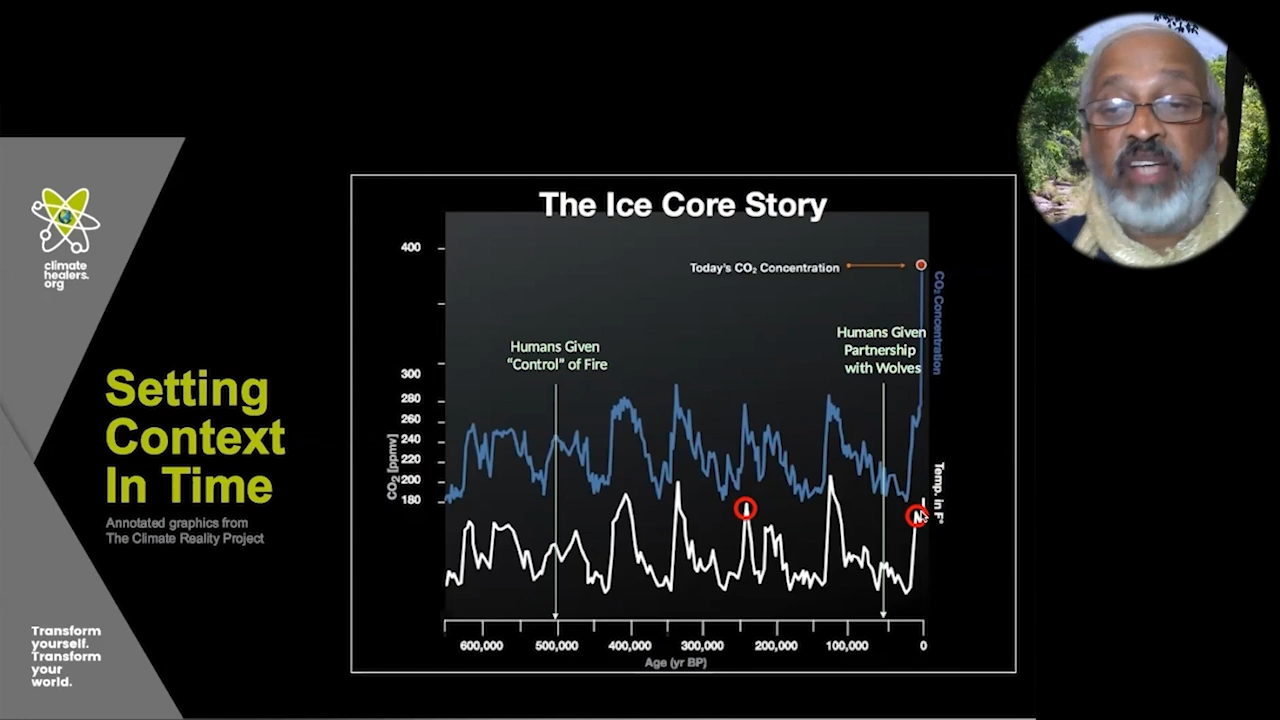 climate
healers.
org
Setting
Context
In Time
Annotated graphics from
The Climate Reality Project
Transform
yourself.
Transform
your
world.
The Ice Core Story
400
300
280
260
240
220
200
180
CO₂ [ppmv]
Today's CO₂ Concentration
Humans Given
“Control” of Fire
Humans Given
Partnership
with Wolves
CO₂ Concentration
Temp. in F°
600,000
500,000
400,000
300,000
200,000
100,000
0
Age (yr BP)